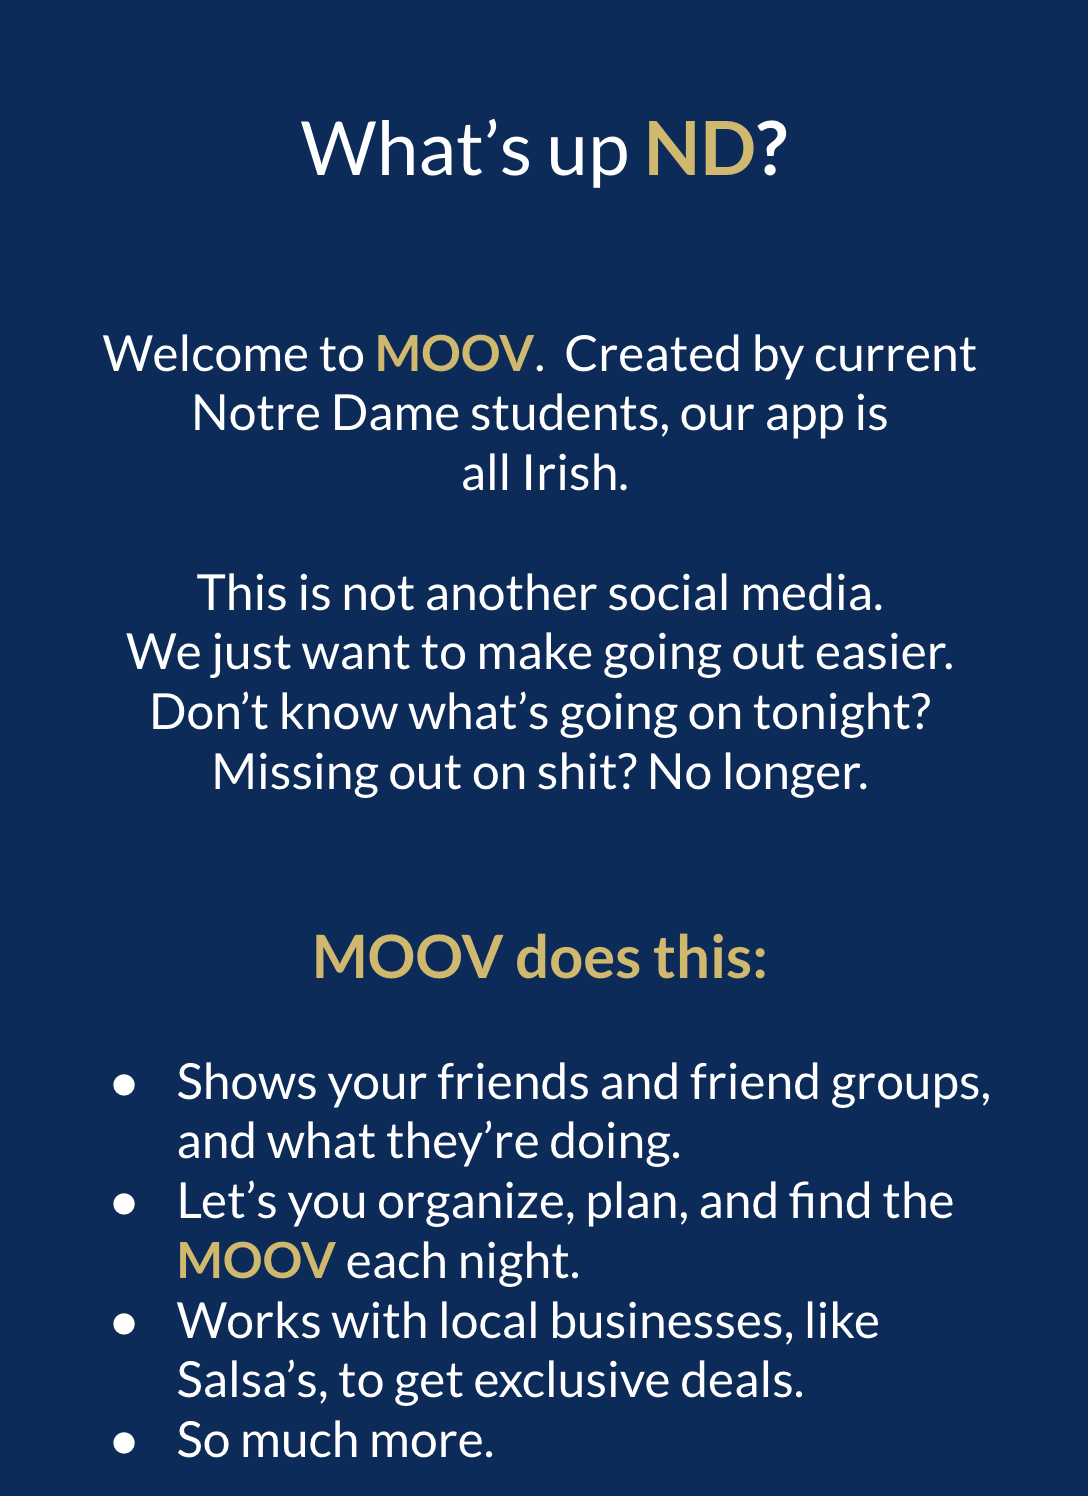 What’s up ND?
Welcome to MOOV.  Created by current
Notre Dame students, our app is
all Irish.
This is not another social media.
We just want to make going out easier.
Don’t know what’s going on tonight?
Missing out on shit? No longer.
MOOV does this:
● Shows your friends and friend groups,
and what they’re doing.
● Let’s you organize, plan, and find the
MOOV each night.
● Works with local businesses, like
Salsa’s, to get exclusive deals.
● So much more.